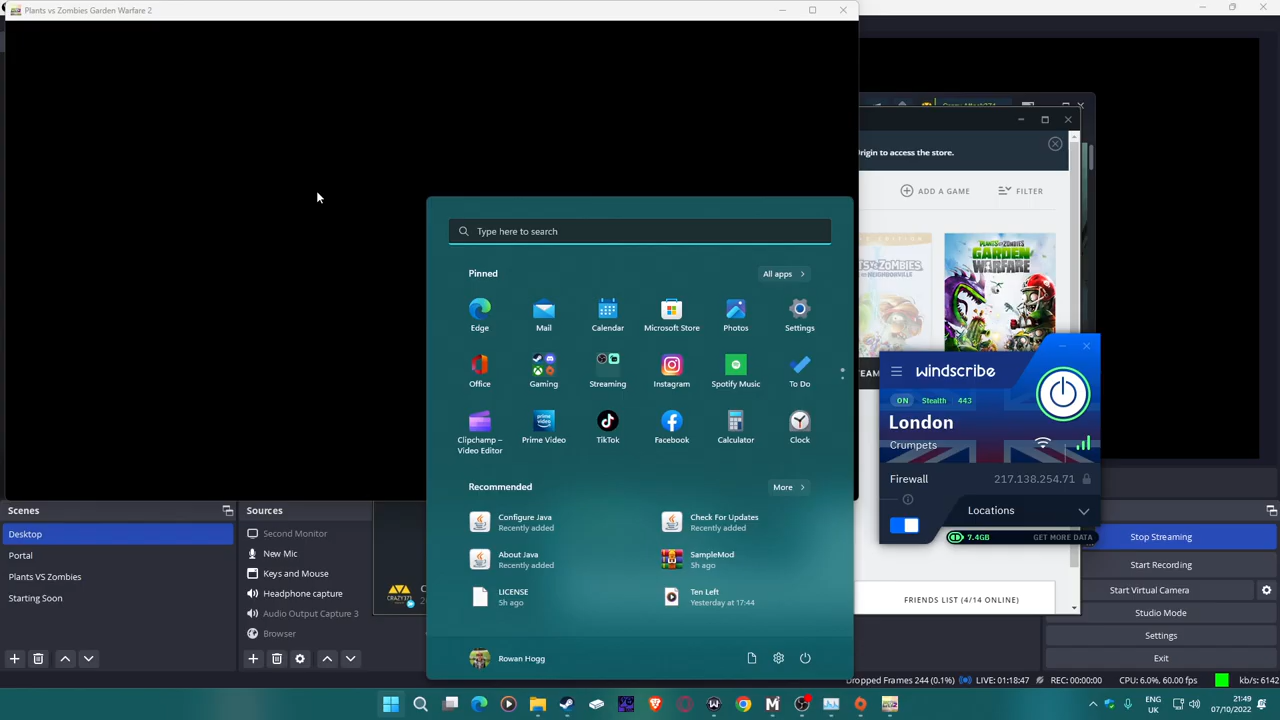 Plants vs Zombies Garden Warfare 2
Origin to access the store.
ADD A GAME
FILTER
PLANTS VS ZOMBIES
GARDEN WARFARE
Type here to search
Pinned
All apps
Edge
Mail
Calendar
Microsoft Store
Photos
Settings
Office
Gaming
Streaming
Instagram
Spotify Music
To Do
Clipchamp – Video Editor
Prime Video
TikTok
Facebook
Calculator
Clock
Recommended
More
Configure Java
Recently added
Check For Updates
Recently added
About Java
Recently added
SampleMod
5h ago
LICENSE
5h ago
Ten Left
Yesterday at 17:44
Rowan Hogg
windscribe
ON Stealth 443
London
Crumpets
Firewall
217.138.254.71
Locations
7.4GB
GET MORE DATA
FRIENDS LIST (4/14 ONLINE)
Scenes
Desktop
Portal
Plants VS Zombies
Starting Soon
Sources
Second Monitor
New Mic
Keys and Mouse
Headphone capture
Audio Output Capture 3
Browser
Stop Streaming
Start Recording
Start Virtual Camera
Studio Mode
Settings
Exit
Dropped Frames 244 (0.1%)
LIVE: 01:18:47
REC: 00:00:00
CPU: 6.0%, 60.00 fps
kb/s: 6142
ENG
UK
21:49
07/10/2022